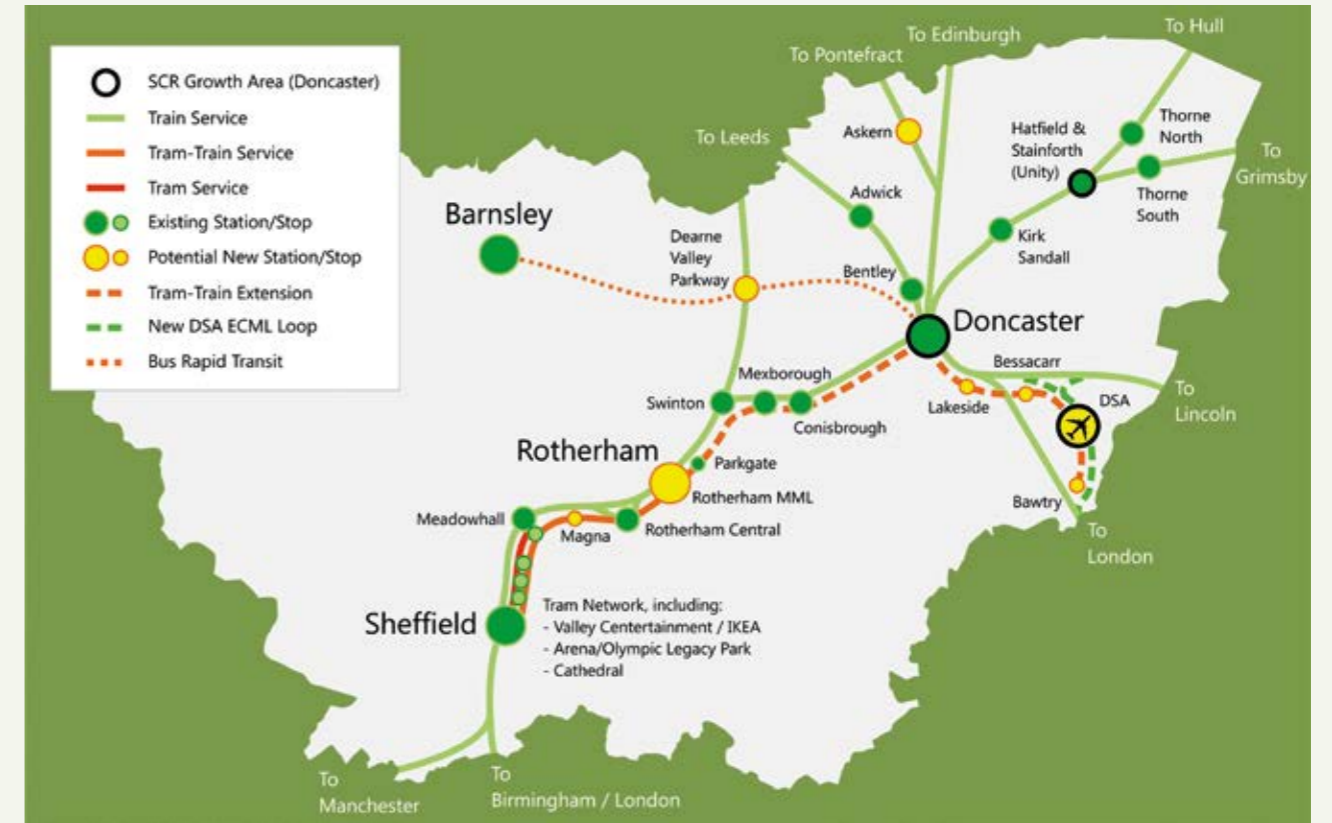 SCR Growth Area (Doncaster)
Train Service
Tram-Train Service
Tram Service
Existing Station/Stop
Potential New Station/Stop
Tram-Train Extension
New DSA ECML Loop
Bus Rapid Transit
To Pontefract
To Edinburgh
To Hull
To Leeds
Askern
Hatfield &
Stainforth
(Unity)
Thorne
North
To
Grimsby
Thorne
South
Adwick
Kirk
Sandall
Barnsley
Dearne
Valley
Parkway
Bentley
Doncaster
Bessacarr
Mexborough
Swinton
Conisbrough
Lakeside
DSA
To
Lincoln
Rotherham
Parkgate
Rotherham MML
Bawtry
Meadowhall
Magna
Rotherham Central
To
London
Sheffield
Tram Network, including:
- Valley Centertainment / IKEA
- Arena/Olympic Legacy Park
- Cathedral
To
Manchester
To
Birmingham / London